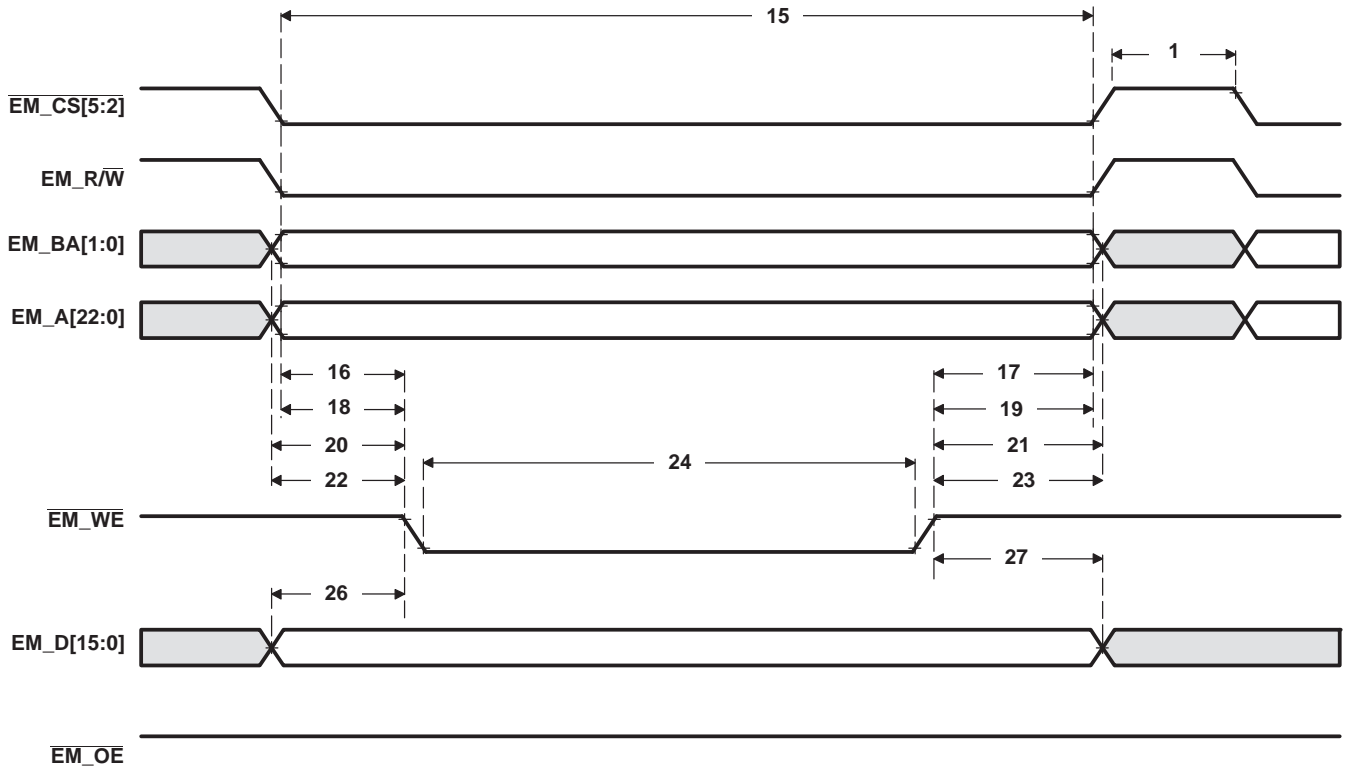 15
1
EM_CS[5:2]
EM_R/W
EM_BA[1:0]
EM_A[22:0]
16
17
18
19
20
21
22
23
24
EM_WE
27
26
EM_D[15:0]
EM_OE